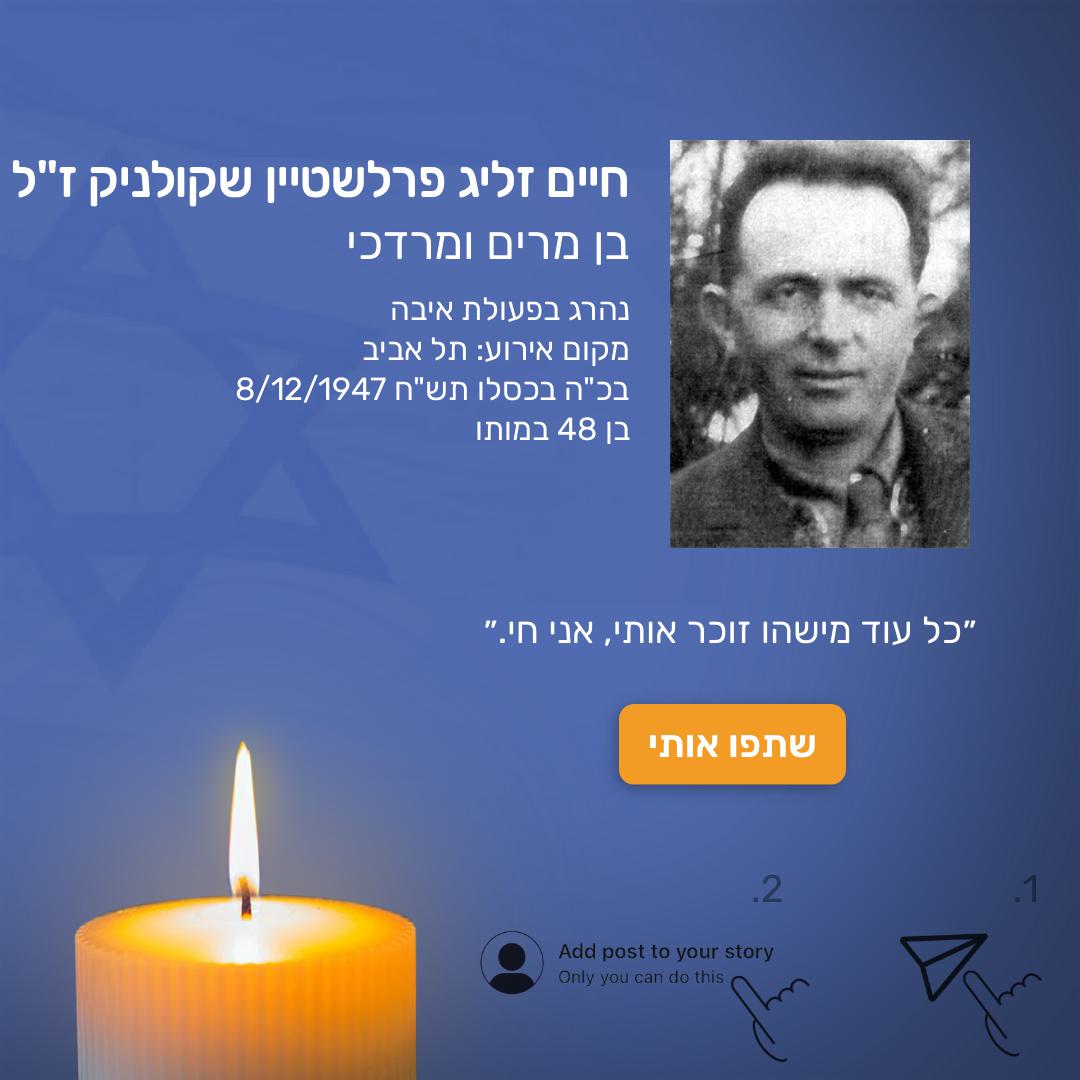 חיים זליג פרלשטיין שקולניק ז"ל
בן מרים ומרדכי
נהרג בפעולת איבה
מקום אירוע: תל אביב
בכ"ה בכסלו תש"ח 8/12/1947
בן 48 במותו
״כל עוד מישהו זוכר אותי, אני חי.״
שתפו אותי
1.
2.
Add post to your story
Only you can do this